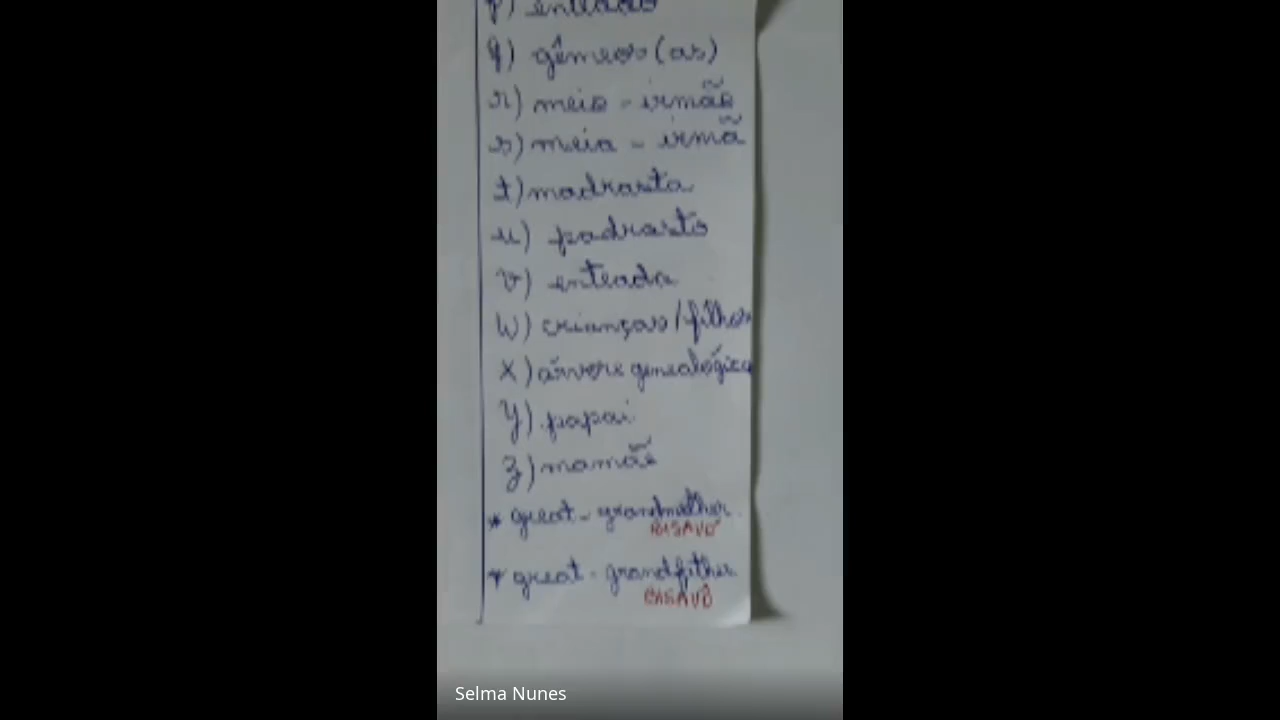 p) enteado
q) gêmeos (as)
r) meio - irmão
s) meia - irmã
t) madrasta
u) padrasto
v) enteada
w) crianças / filhos
x) árvore genealógica
y) papai
z) mamãe
* great - grandmother
BISAVÓ
* great - grandfather
BISAVÔ
Selma Nunes